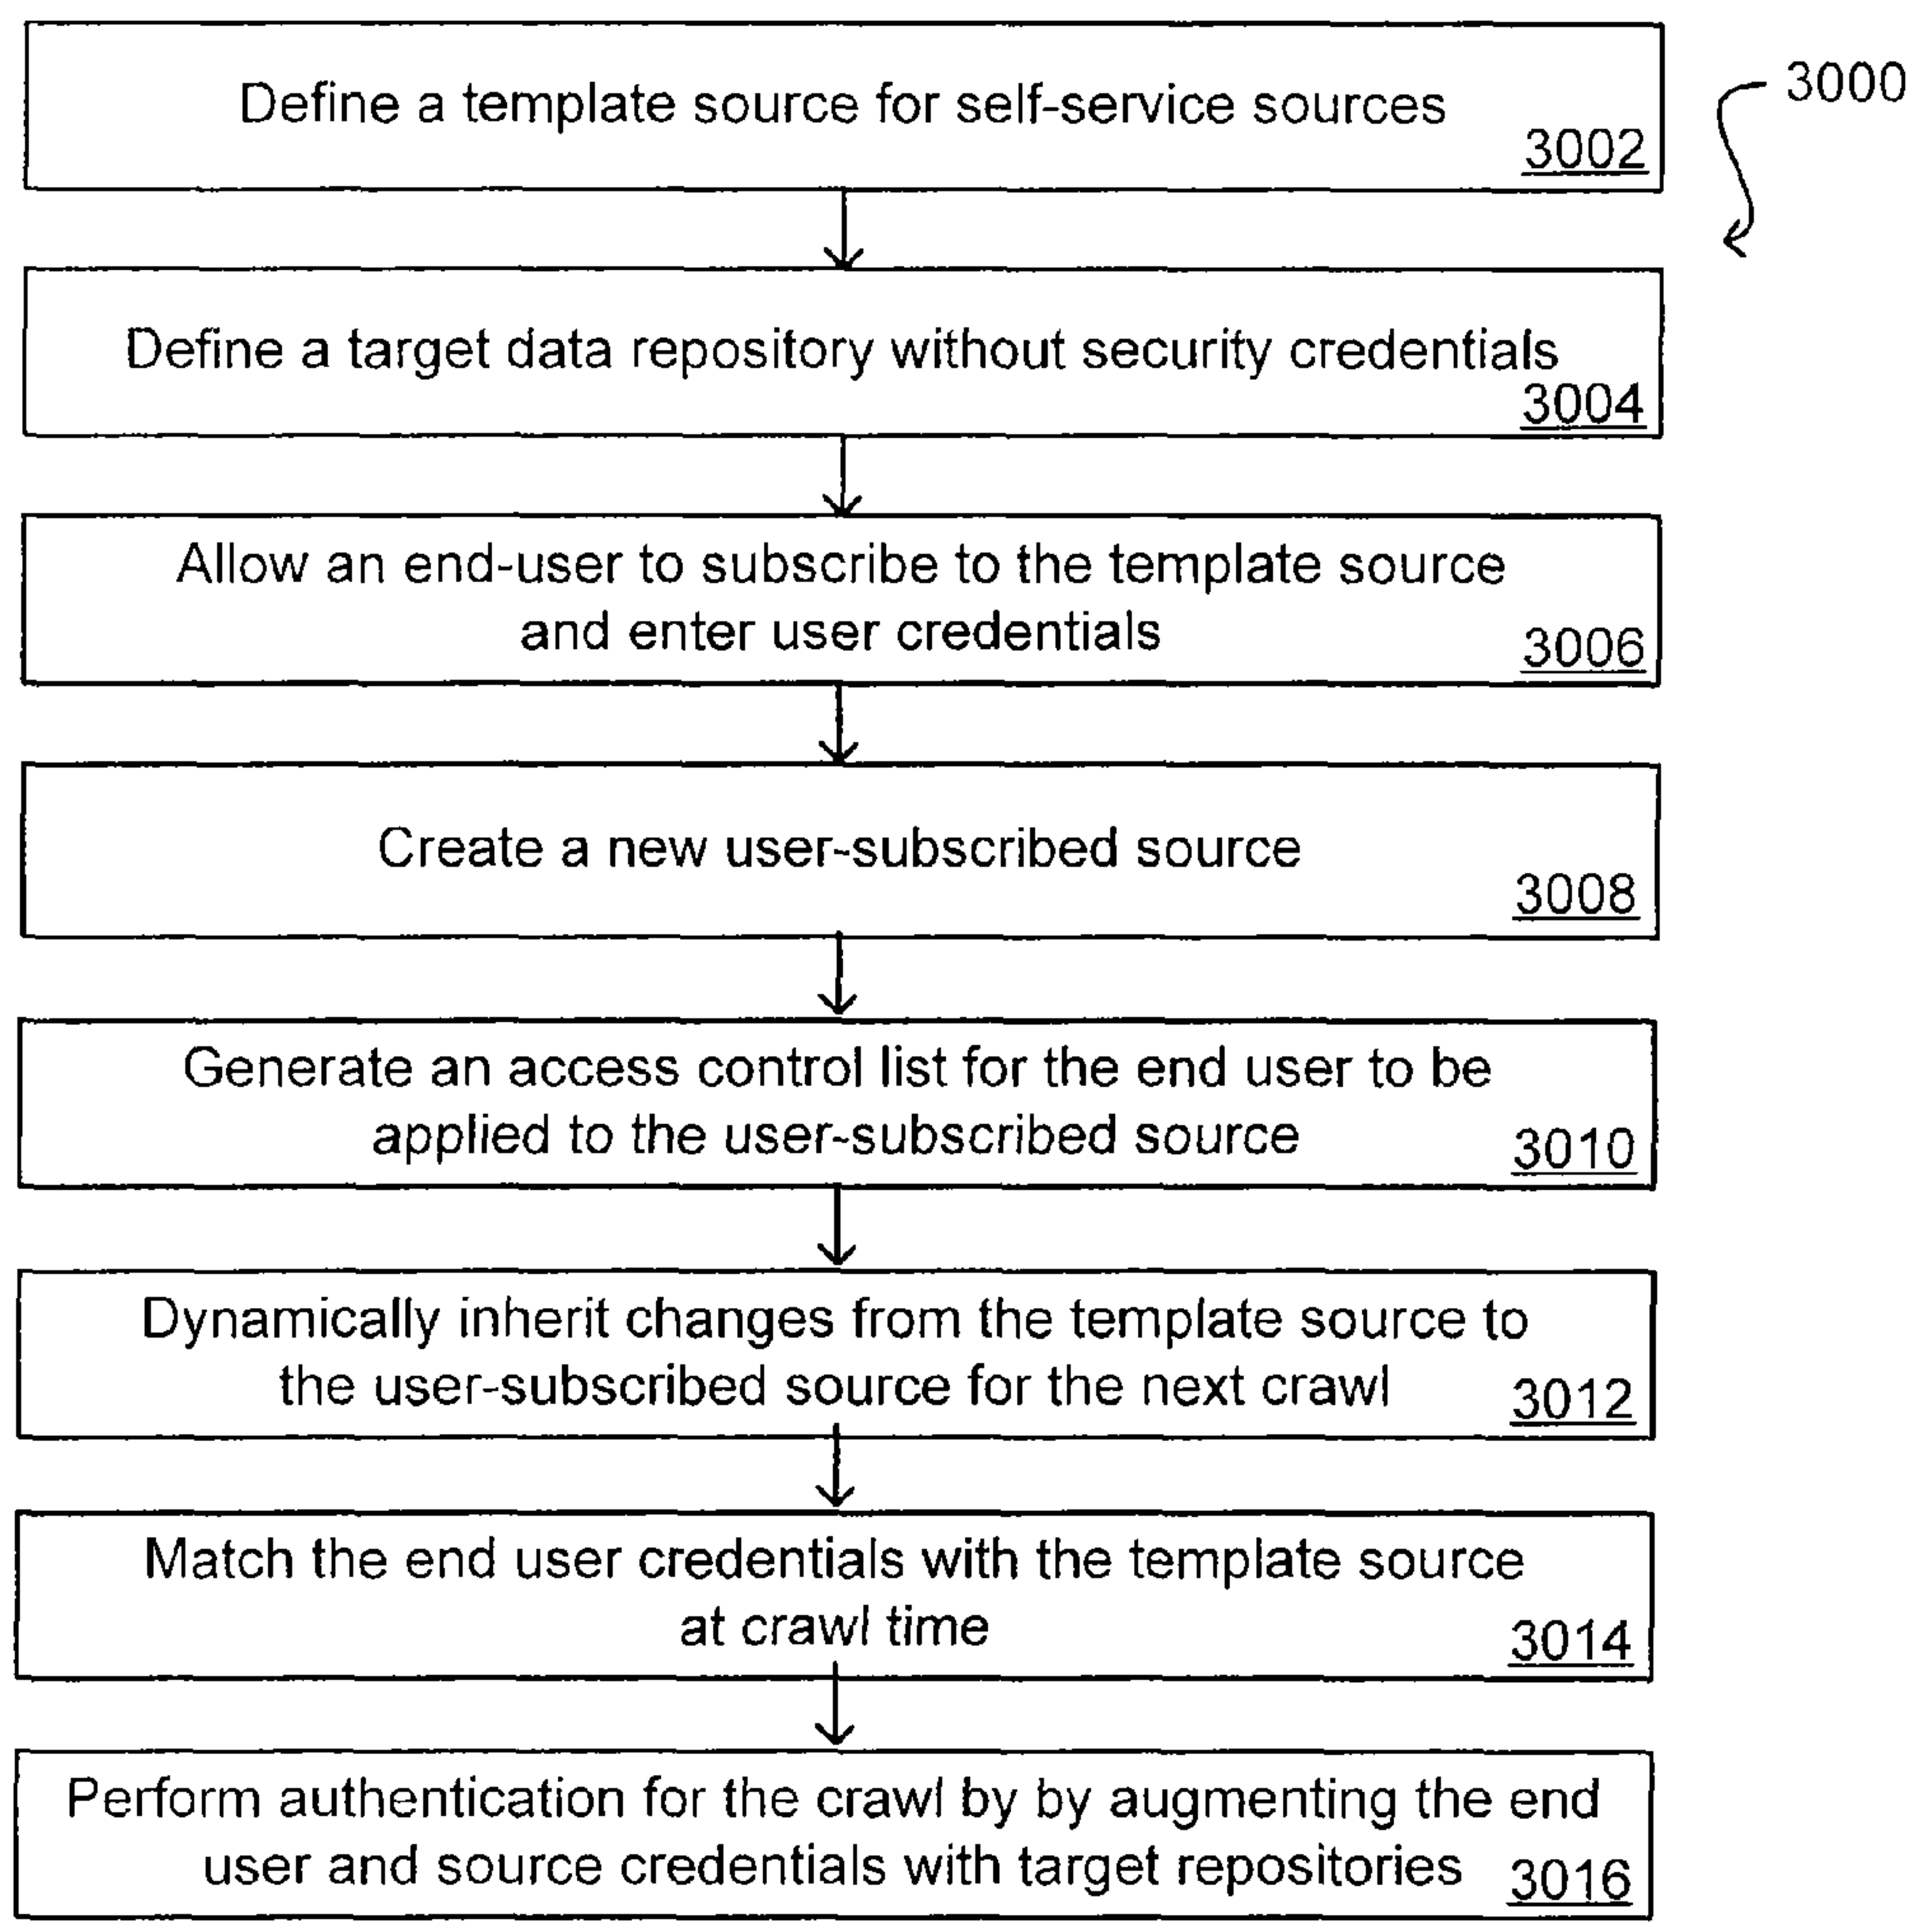 Define a template source for self-service sources
3002
3000
Define a target data repository without security credentials
3004
Allow an end-user to subscribe to the template source
and enter user credentials
3006
Create a new user-subscribed source
3008
Generate an access control list for the end user to be
applied to the user-subscribed source
3010
Dynamically inherit changes from the template source to
the user-subscribed source for the next crawl
3012
Match the end user credentials with the template source
at crawl time
3014
Perform authentication for the crawl by by augmenting the end
user and source credentials with target repositories
3016